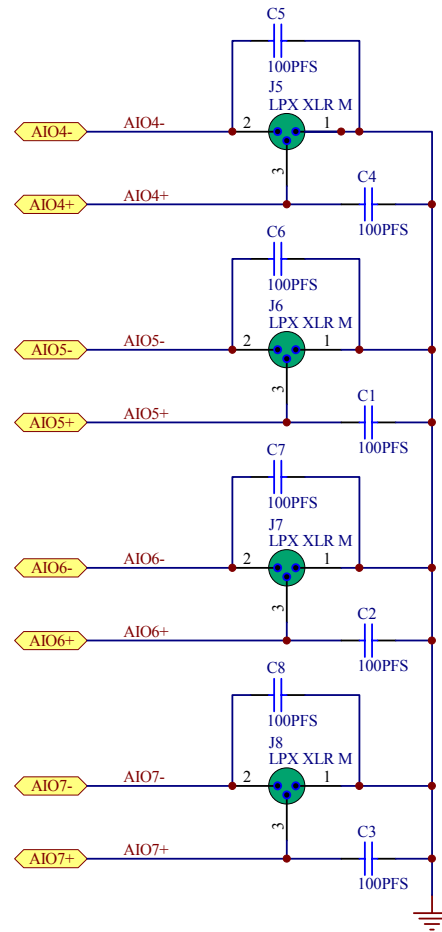 C5
100PFS
J5
LPX XLR M
AIO4- AIO4- 2 1
3
C4
AIO4+ AIO4+
100PFS
C6
100PFS
J6
LPX XLR M
AIO5- AIO5- 2 1
3
C1
AIO5+ AIO5+
100PFS
C7
100PFS
J7
LPX XLR M
AIO6- AIO6- 2 1
3
C2
AIO6+ AIO6+
100PFS
C8
100PFS
J8
LPX XLR M
AIO7- AIO7- 2 1
3
C3
AIO7+ AIO7+
100PFS